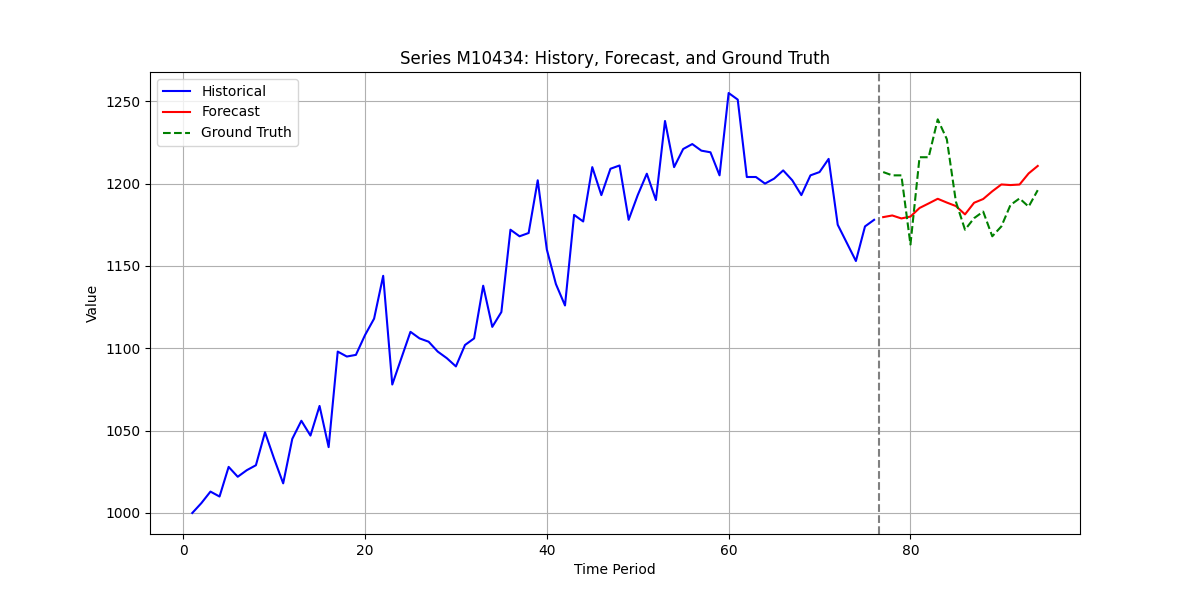 Series M10434: History, Forecast, and Ground Truth
Historical
Forecast
Ground Truth
Value
1250
1200
1150
1100
1050
1000
0 20 40 60 80
Time Period